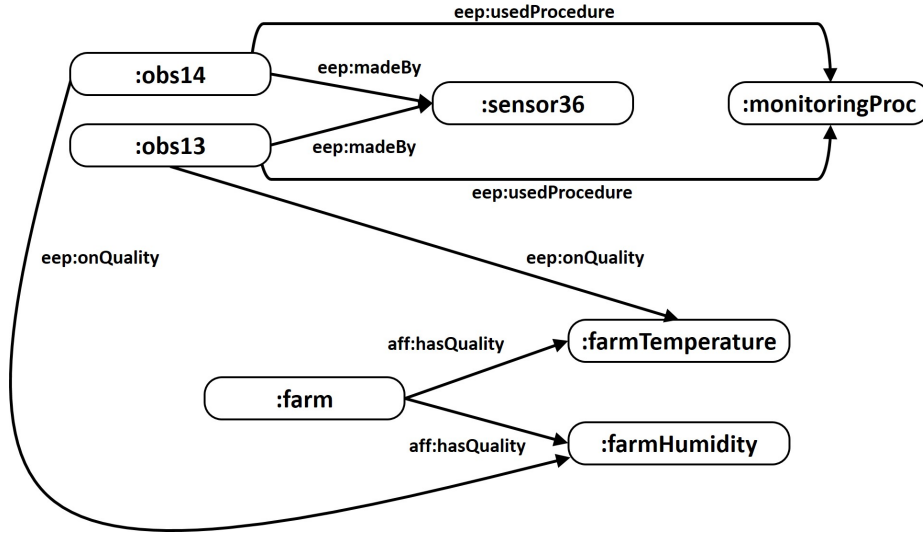 eep:usedProcedure
:obs14
eep:madeBy
:sensor36
:monitoringProc
:obs13
eep:madeBy
eep:usedProcedure
eep:onQuality
eep:onQuality
:farmTemperature
aff:hasQuality
:farm
aff:hasQuality
:farmHumidity